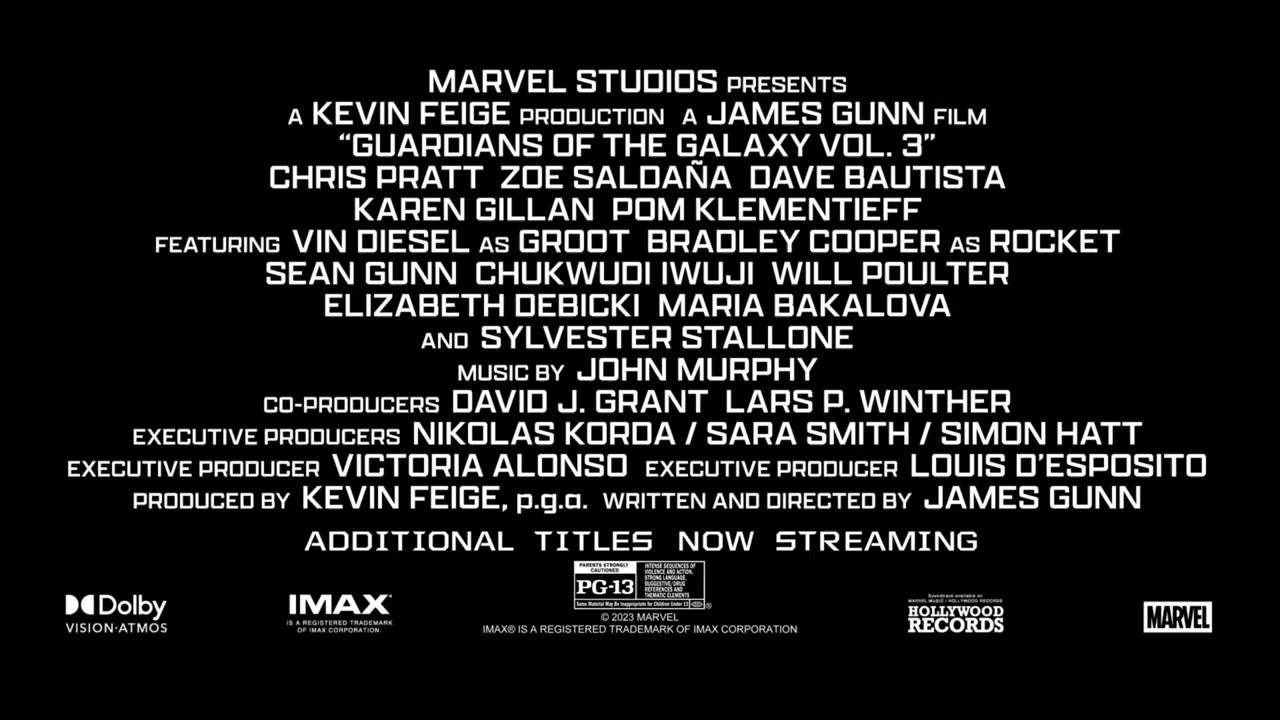 MARVEL STUDIOS PRESENTS
A KEVIN FEIGE PRODUCTION A JAMES GUNN FILM
“GUARDIANS OF THE GALAXY VOL. 3”
CHRIS PRATT ZOE SALDAÑA DAVE BAUTISTA
KAREN GILLAN POM KLEMENTIEFF
FEATURING VIN DIESEL AS GROOT BRADLEY COOPER AS ROCKET
SEAN GUNN CHUKWUDI IWUJI WILL POULTER
ELIZABETH DEBICKI MARIA BAKALOVA
AND SYLVESTER STALLONE
MUSIC BY JOHN MURPHY
CO-PRODUCERS DAVID J. GRANT LARS P. WINTHER
EXECUTIVE PRODUCERS NIKOLAS KORDA / SARA SMITH / SIMON HATT
EXECUTIVE PRODUCER VICTORIA ALONSO EXECUTIVE PRODUCER LOUIS D’ESPOSITO
PRODUCED BY KEVIN FEIGE, p.g.a. WRITTEN AND DIRECTED BY JAMES GUNN
ADDITIONAL TITLES NOW STREAMING
Dolby
VISION·ATMOS
IMAX®
IS A REGISTERED TRADEMARK
OF IMAX CORPORATION.
PARENTS STRONGLY
CAUTIONED
PG-13
INTENSE SEQUENCES OF
VIOLENCE AND ACTION,
STRONG LANGUAGE,
SUGGESTIVE/DRUG
REFERENCES AND
THEMATIC ELEMENTS
Some Material May Be Inappropriate for Children Under 13
®
© 2023 MARVEL
IMAX® IS A REGISTERED TRADEMARK OF IMAX CORPORATION
Soundtrack available on
MARVEL MUSIC / HOLLYWOOD RECORDS
HOLLYWOOD
RECORDS
MARVEL